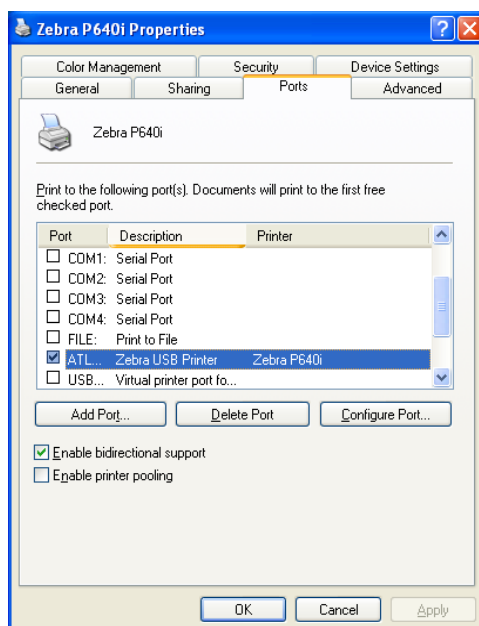 Zebra P640i Properties
Color Management Security Device Settings
General Sharing Ports Advanced
Zebra P640i
Print to the following port(s). Documents will print to the first free
checked port.
Port Description Printer
COM1: Serial Port
COM2: Serial Port
COM3: Serial Port
COM4: Serial Port
FILE: Print to File
ATL... Zebra USB Printer Zebra P640i
USB... Virtual printer port fo...
Add Port... Delete Port Configure Port...
Enable bidirectional support
Enable printer pooling
OK Cancel Apply